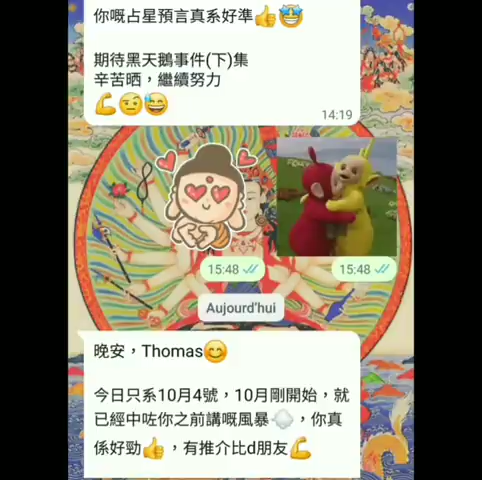 你嘅占星預言真系好準👍🤩
期待黑天鵝事件(下)集
辛苦晒，繼續努力
💪🤨😅
14:19
15:48
15:48
Aujourd'hui
晚安，Thomas😊
今日只系10月4號，10月剛開始，就
已經中咗你之前講嘅風暴🌨️，你真
係好勁👍，有推介比d朋友💪